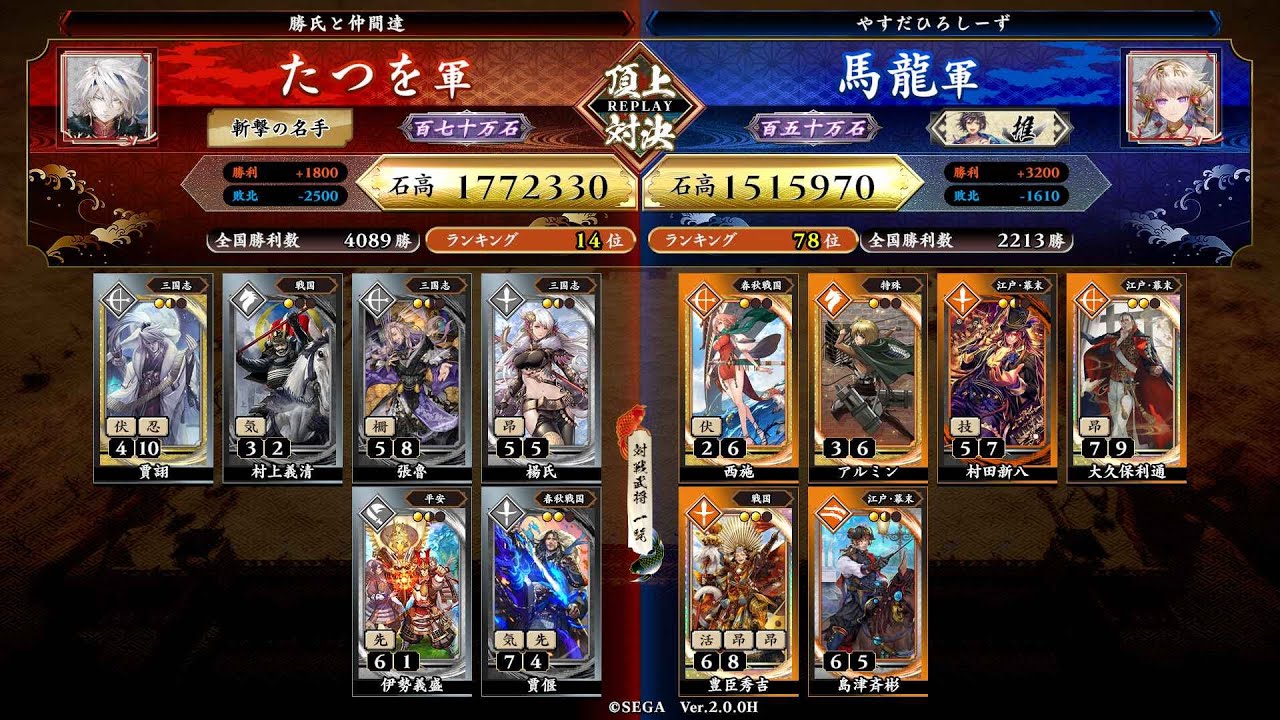 勝氏と仲間達
やすだひろしーず
たつを軍
頂上
REPLAY
対決
馬龍軍
斬撃の名手
百七十万石
百五十万石
推
勝利 +1800
敗北 -2500
石高 1772330
石高 1515970
勝利 +3200
敗北 -1610
全国勝利数 4089勝
ランキング 14位
ランキング 78位
全国勝利数 2213勝
三国志
伏 忍
4 10
賈詡
戦国
気
3 2
村上義清
三国志
柵
5 8
張魯
三国志
昂
5 5
楊氏
春秋戦国
伏
2 6
西施
特殊
3 6
アルミン
江戸・幕末
技
5 7
村田新八
江戸・幕末
昂
7 9
大久保利通
対戦武将一覧
平安
先
6 1
伊勢義盛
春秋戦国
気 先
7 4
賈偃
戦国
活 昂 昂
6 8
豊臣秀吉
江戸・幕末
6 5
島津斉彬
©SEGA Ver.2.0.0H